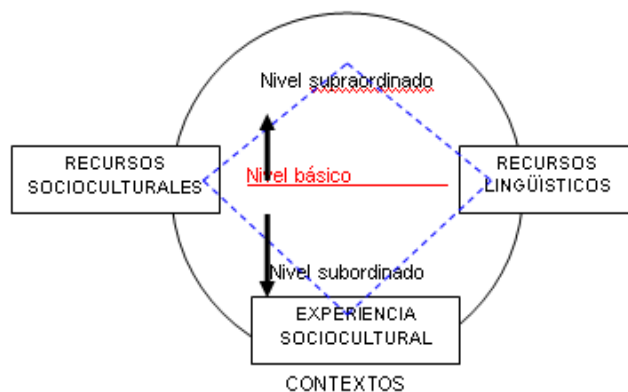 Nivel supraordinado
RECURSOS
SOCIOCULTURALES
Nivel básico
RECURSOS
LINGÜÍSTICOS
Nivel subordinado
EXPERIENCIA
SOCIOCULTURAL
CONTEXTOS